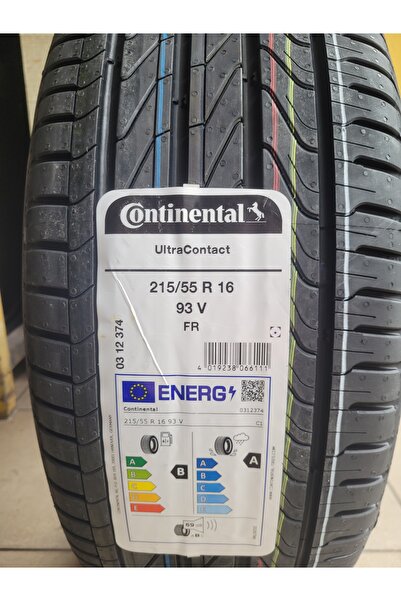 Continental
UltraContact
215/55 R 16
93 V
FR
03 12 374
4 019238 066111
ENERG
Continental
0312374
215/55 R 16 93 V
C1
A
B
C
D
E
B
A
B
C
D
E
A
69
B